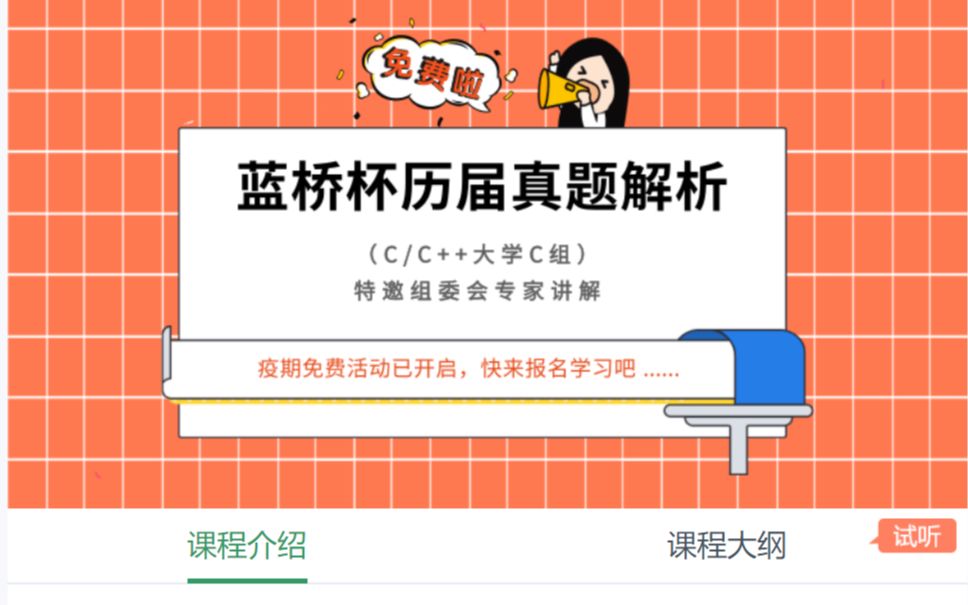 免费啦
蓝桥杯历届真题解析
（C/C++大学C组）
特邀组委会专家讲解
疫期免费活动已开启，快来报名学习吧 ......
课程介绍
课程大纲
试听